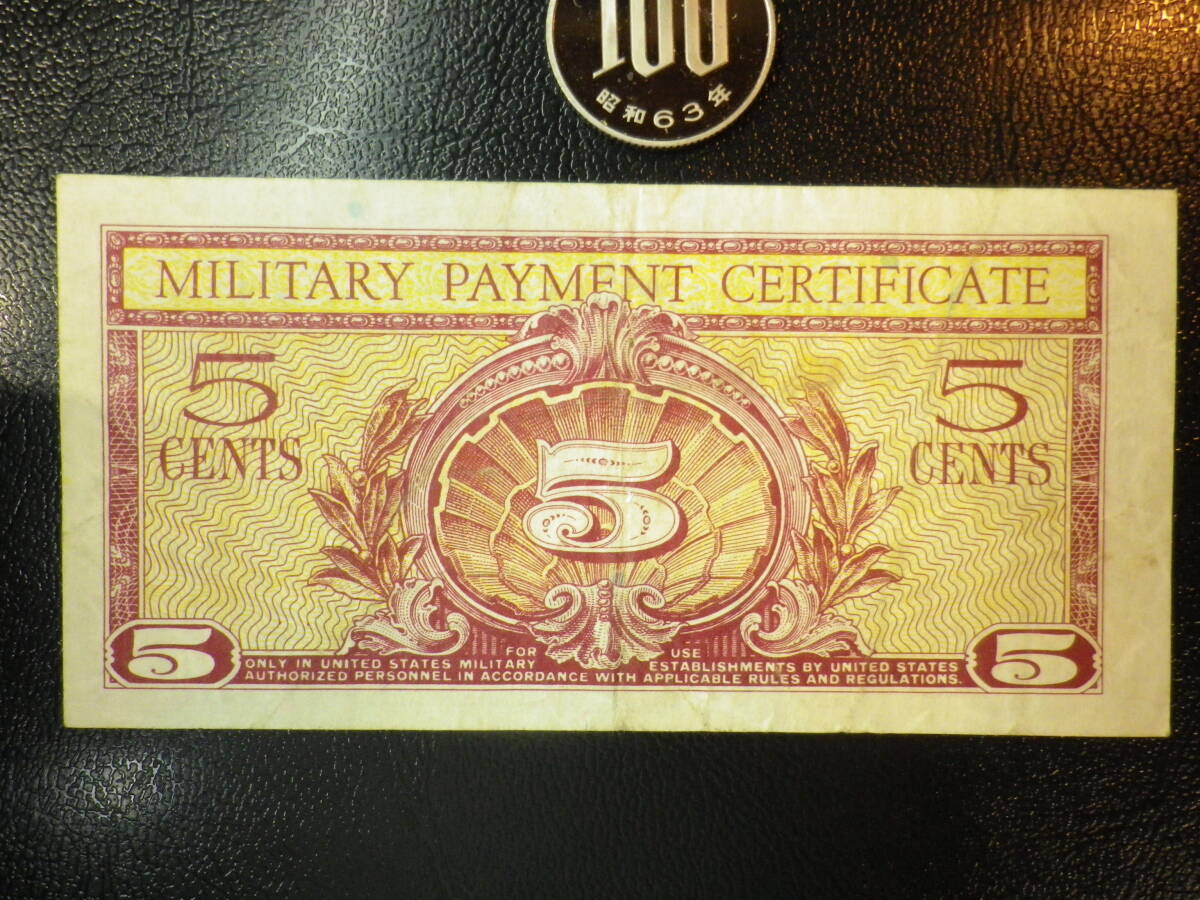 100
昭和63年
MILITARY PAYMENT CERTIFICATE
5 5
CENTS CENTS
5
5 5
FOR USE
ONLY IN UNITED STATES MILITARY ESTABLISHMENTS BY UNITED STATES
AUTHORIZED PERSONNEL IN ACCORDANCE WITH APPLICABLE RULES AND REGULATIONS.